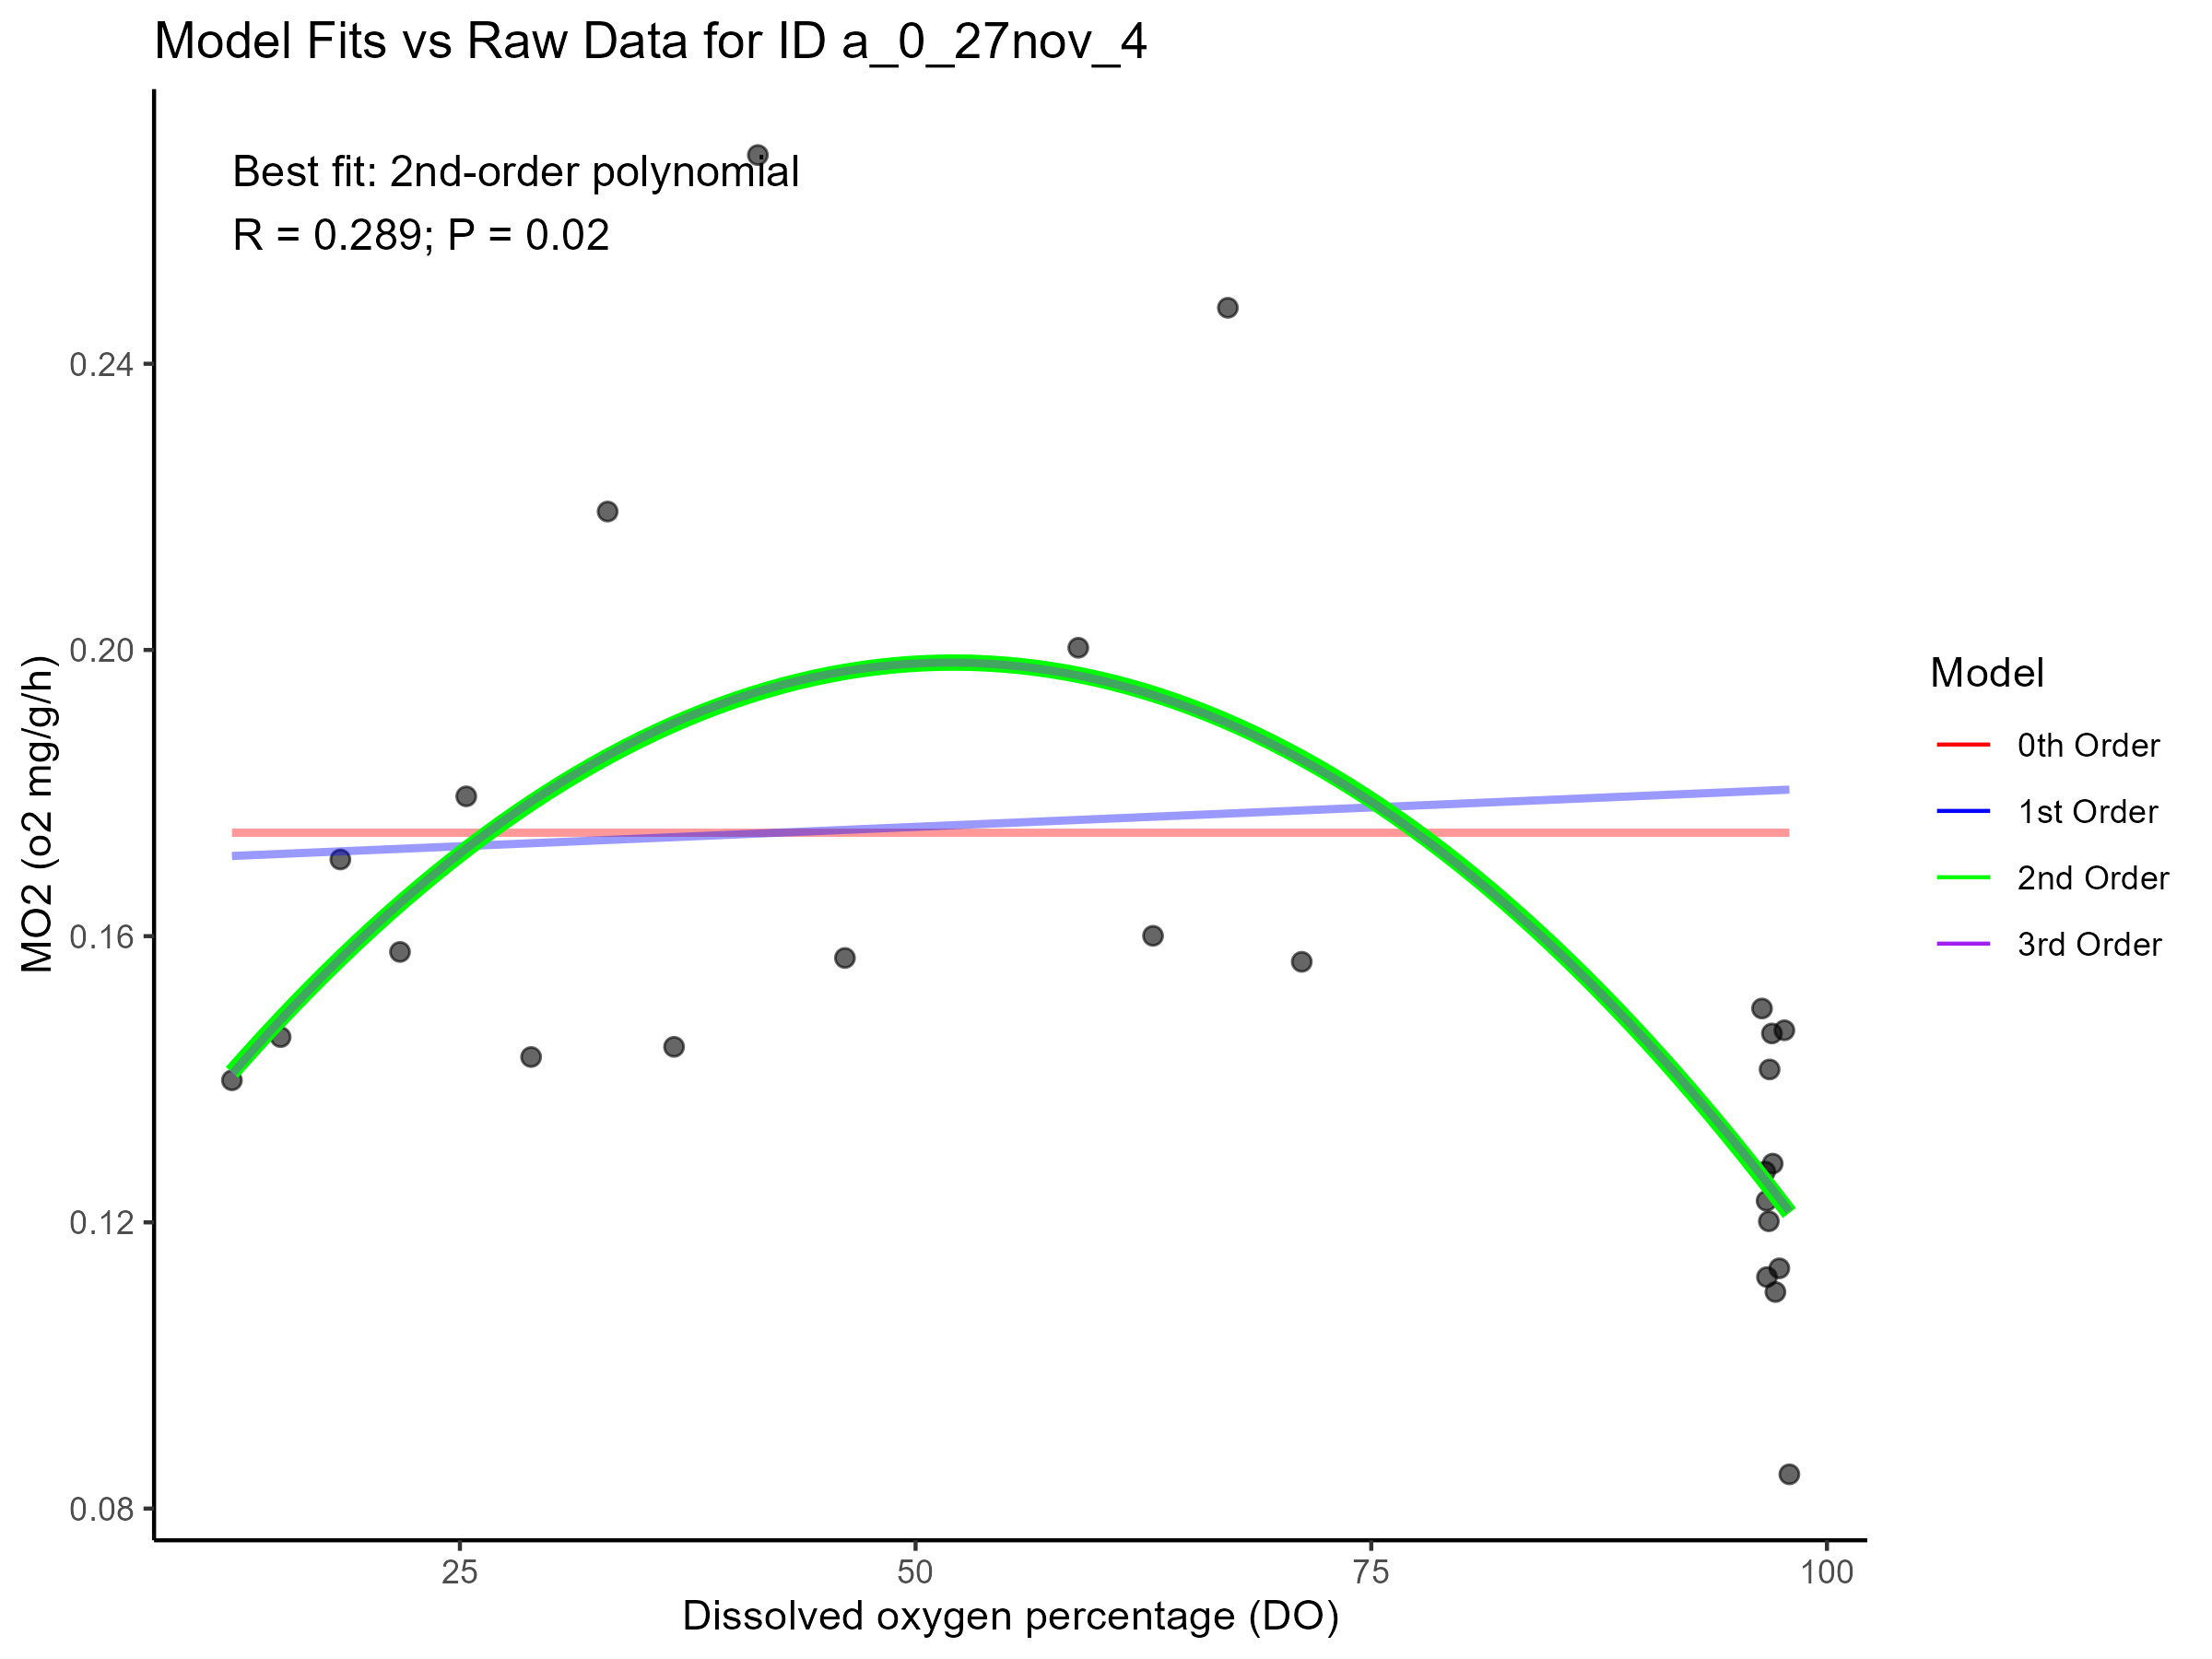 Model Fits vs Raw Data for ID a_0_27nov_4
Best fit: 2nd-order polynomial
R = 0.289; P = 0.02
MO2 (o2 mg/g/h)
0.24
0.20
0.16
0.12
0.08
25
50
75
100
Dissolved oxygen percentage (DO)
Model
0th Order
1st Order
2nd Order
3rd Order